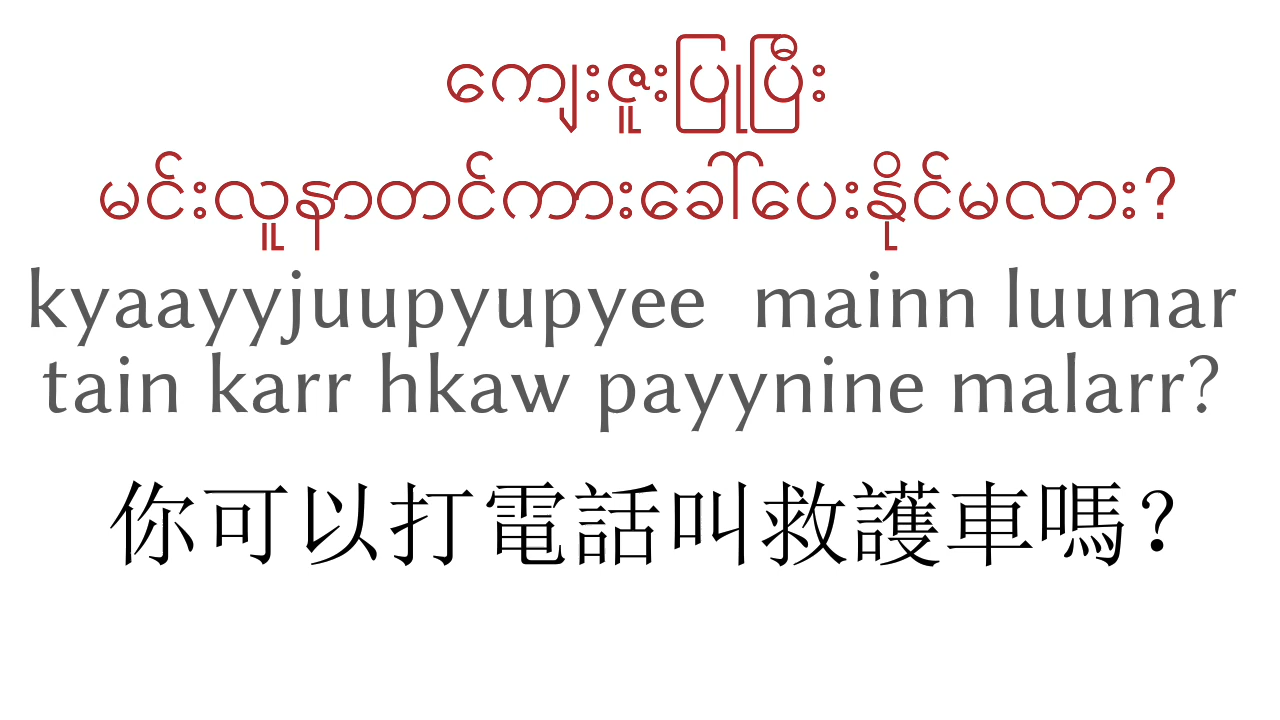 ကျေးဇူးပြုပြီး
မင်းလူနာတင်ကားခေါ်ပေးနိုင်မလား?
kyaayyjuupyupyee mainn luunar
tain karr hkaw payynine malarr?
你可以打電話叫救護車嗎?